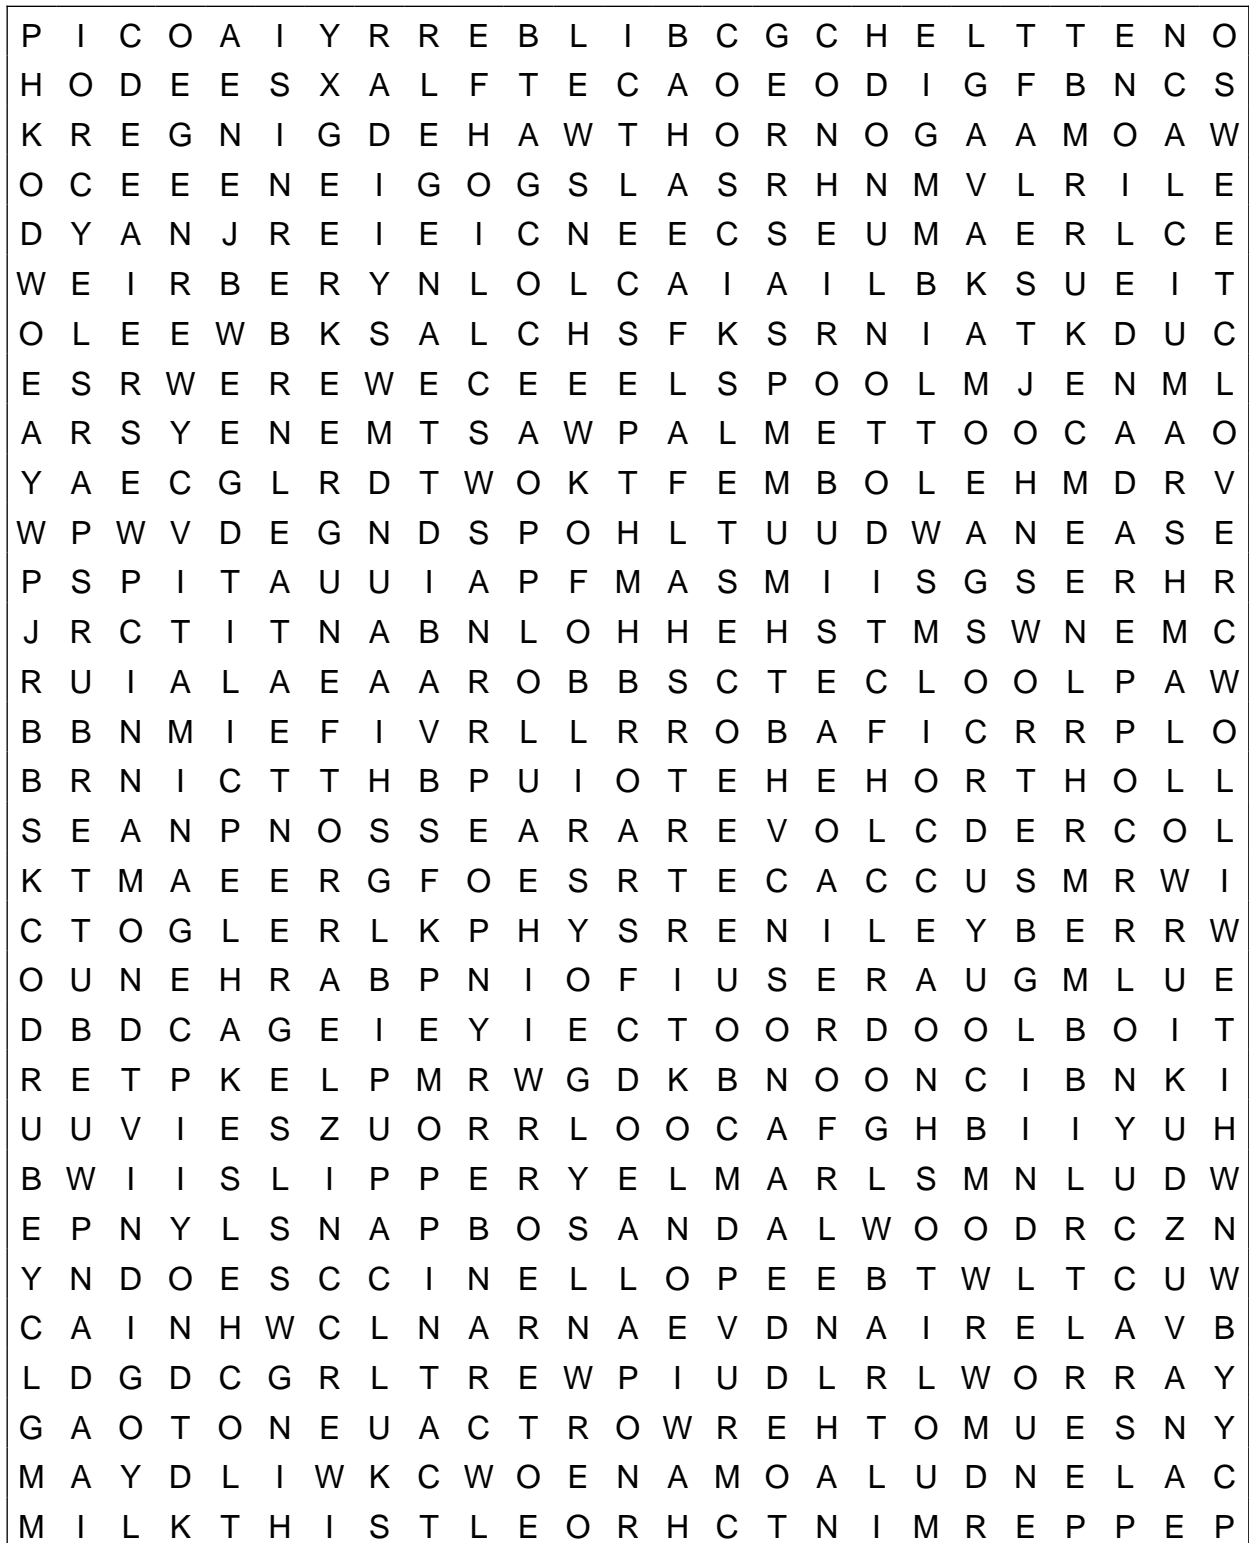 P I C O A I Y R R E B L I B C G C H E L T T E N O
H O D E E S X A L F T E C A O E O D I G F B N C S
K R E G N I G D E H A W T H O R N O G A A M O A W
O C E E E N E I G O G S L A S R H N M V L R I L E
D Y A N J R E I E I C N E E C S E U M A E R L C E
W E I R B E R Y N L O L C A I A I L B K S U E I T
O L E E W B K S A L C H S F K S R N I A T K D U C
E S R W E R E W E C E E E L S P O O L M J E N M L
A R S Y E N E M T S A W P A L M E T T O O C A A O
Y A E C G L R D T W O K T F E M B O L E H M D R V
W P W V D E G N D S P O H L T U U D W A N E A S E
P S P I T A U U I A P F M A S M I I S G S E R H R
J R C T I T N A B N L O H H E H S T M S W N E M C
R U I A L A E A A R O B B S C T E C L O O L P A W
B B N M I E F I V R L L R R O B A F I C R R P L O
B R N I C T T H B P U I O T E H E H O R T H O L L
S E A N P N O S S E A R A R E V O L C D E R C O L
K T M A E E R G F O E S R T E C A C C U S M R W I
C T O G L E R L K P H Y S R E N I L E Y B E R R W
O U N E H R A B P N I O F I U S E R A U G M L U E
D B D C A G E I E Y I E C T O O R D O O L B O I T
R E T P K E L P M R W G D K B N O O N C I B N K I
U U V I E S Z U O R R L O O C A F G H B I I Y U H
B W I I S L I P P E R Y E L M A R L S M N L U D W
E P N Y L S N A P B O S A N D A L W O O D R C Z N
Y N D O E S C C I N E L L O P E E B T W L T C U W
C A I N H W C L N A R N A E V D N A I R E L A V B
L D G D C G R L T R E W P I U D L R L W O R R A Y
G A O T O N E U A C T R O W R E H T O M U E S N Y
M A Y D L I W K C W O E N A M O A L U D N E L A C
M I L K T H I S T L E O R H C T N I M R E P P E P